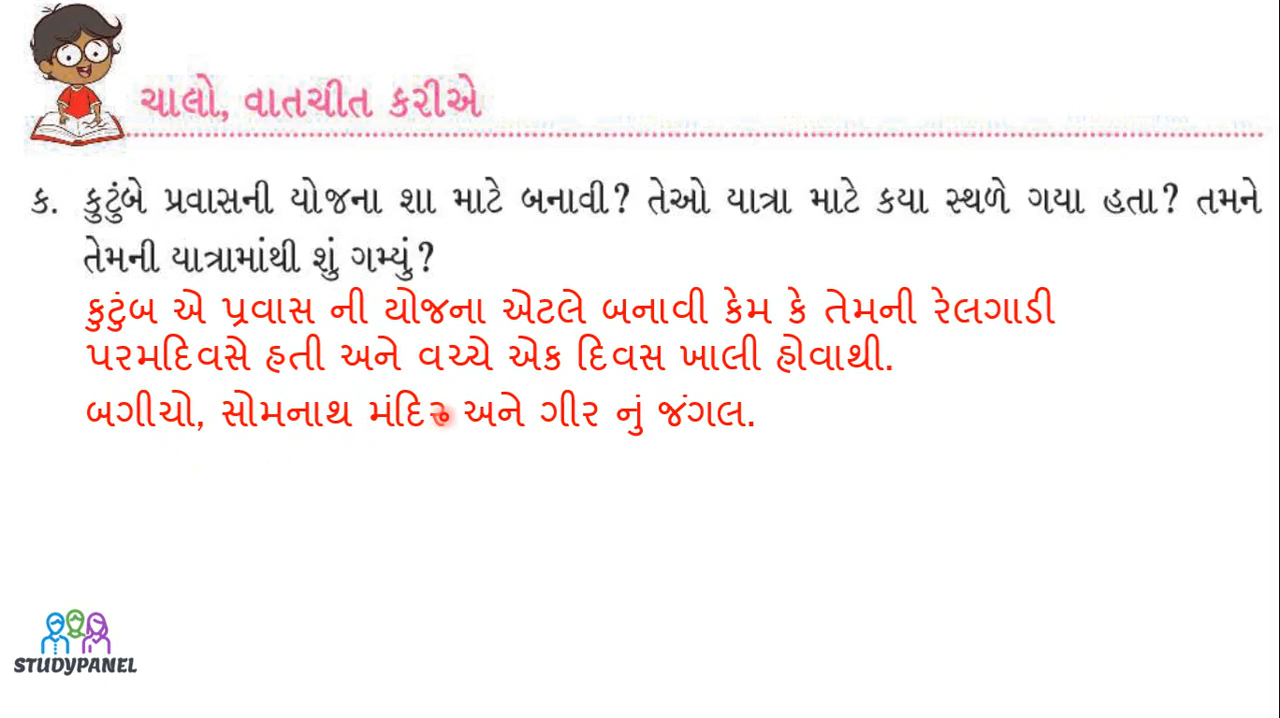 ચાલો, વાતચીત કરીએ
ક. કુટુંબે પ્રવાસની યોજના શા માટે બનાવી? તેઓ યાત્રા માટે કયા સ્થળે ગયા હતા? તમને
તેમની યાત્રામાંથી શું ગમ્યું?
કુટુંબ એ પ્રવાસ ની યોજના એટલે બનાવી કેમ કે તેમની રેલગાડી
પરમદિવસે હતી અને વચ્ચે એક દિવસ ખાલી હોવાથી.
બગીચો, સોમનાથ મંદિર અને ગીર નું જંગલ.
STUDYPANEL